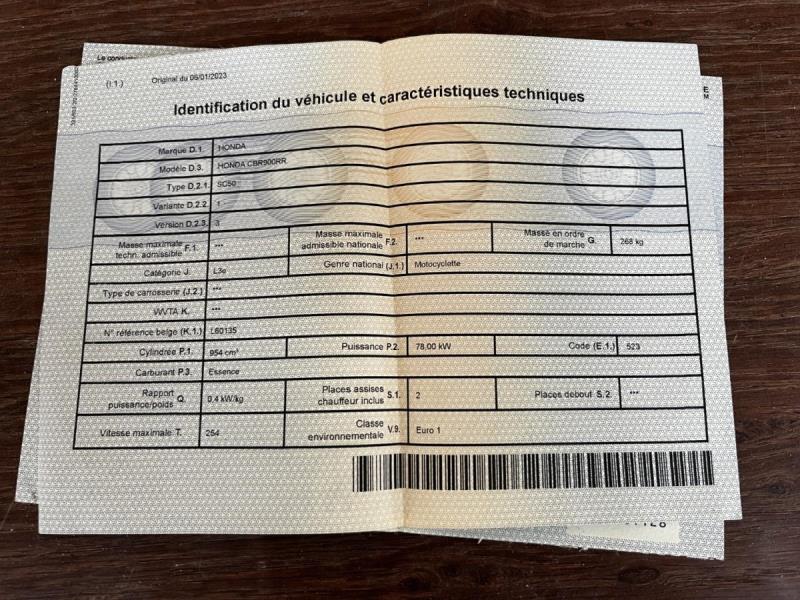 (I.1.) Original du 06/01/2023
Identification du véhicule et caractéristiques techniques
Marque D.1. HONDA
Modèle D.3. HONDA CBR900RR
Type D.2.1. SC50
Variante D.2.2. 1
Version D.2.3. 3
Masse maximale techn. admissible F.1. --- Masse maximale admissible nationale F.2. --- Masse en ordre de marche G. 268 kg
Catégorie J. L3e Genre national (J.1.) Motocyclette
Type de carrosserie (J.2.) ---
WVTA K. ---
N° référence belge (K.1.) L60135
Cylindrée P.1. 954 cm³ Puissance P.2. 78,00 kW Code (E.1.) 523
Carburant P.3. Essence
Rapport puissance/poids Q. 0.4 kW/kg Places assises chauffeur inclus S.1. 2 Places debout S.2. ---
Vitesse maximale T. 254 Classe environnementale V.9. Euro 1